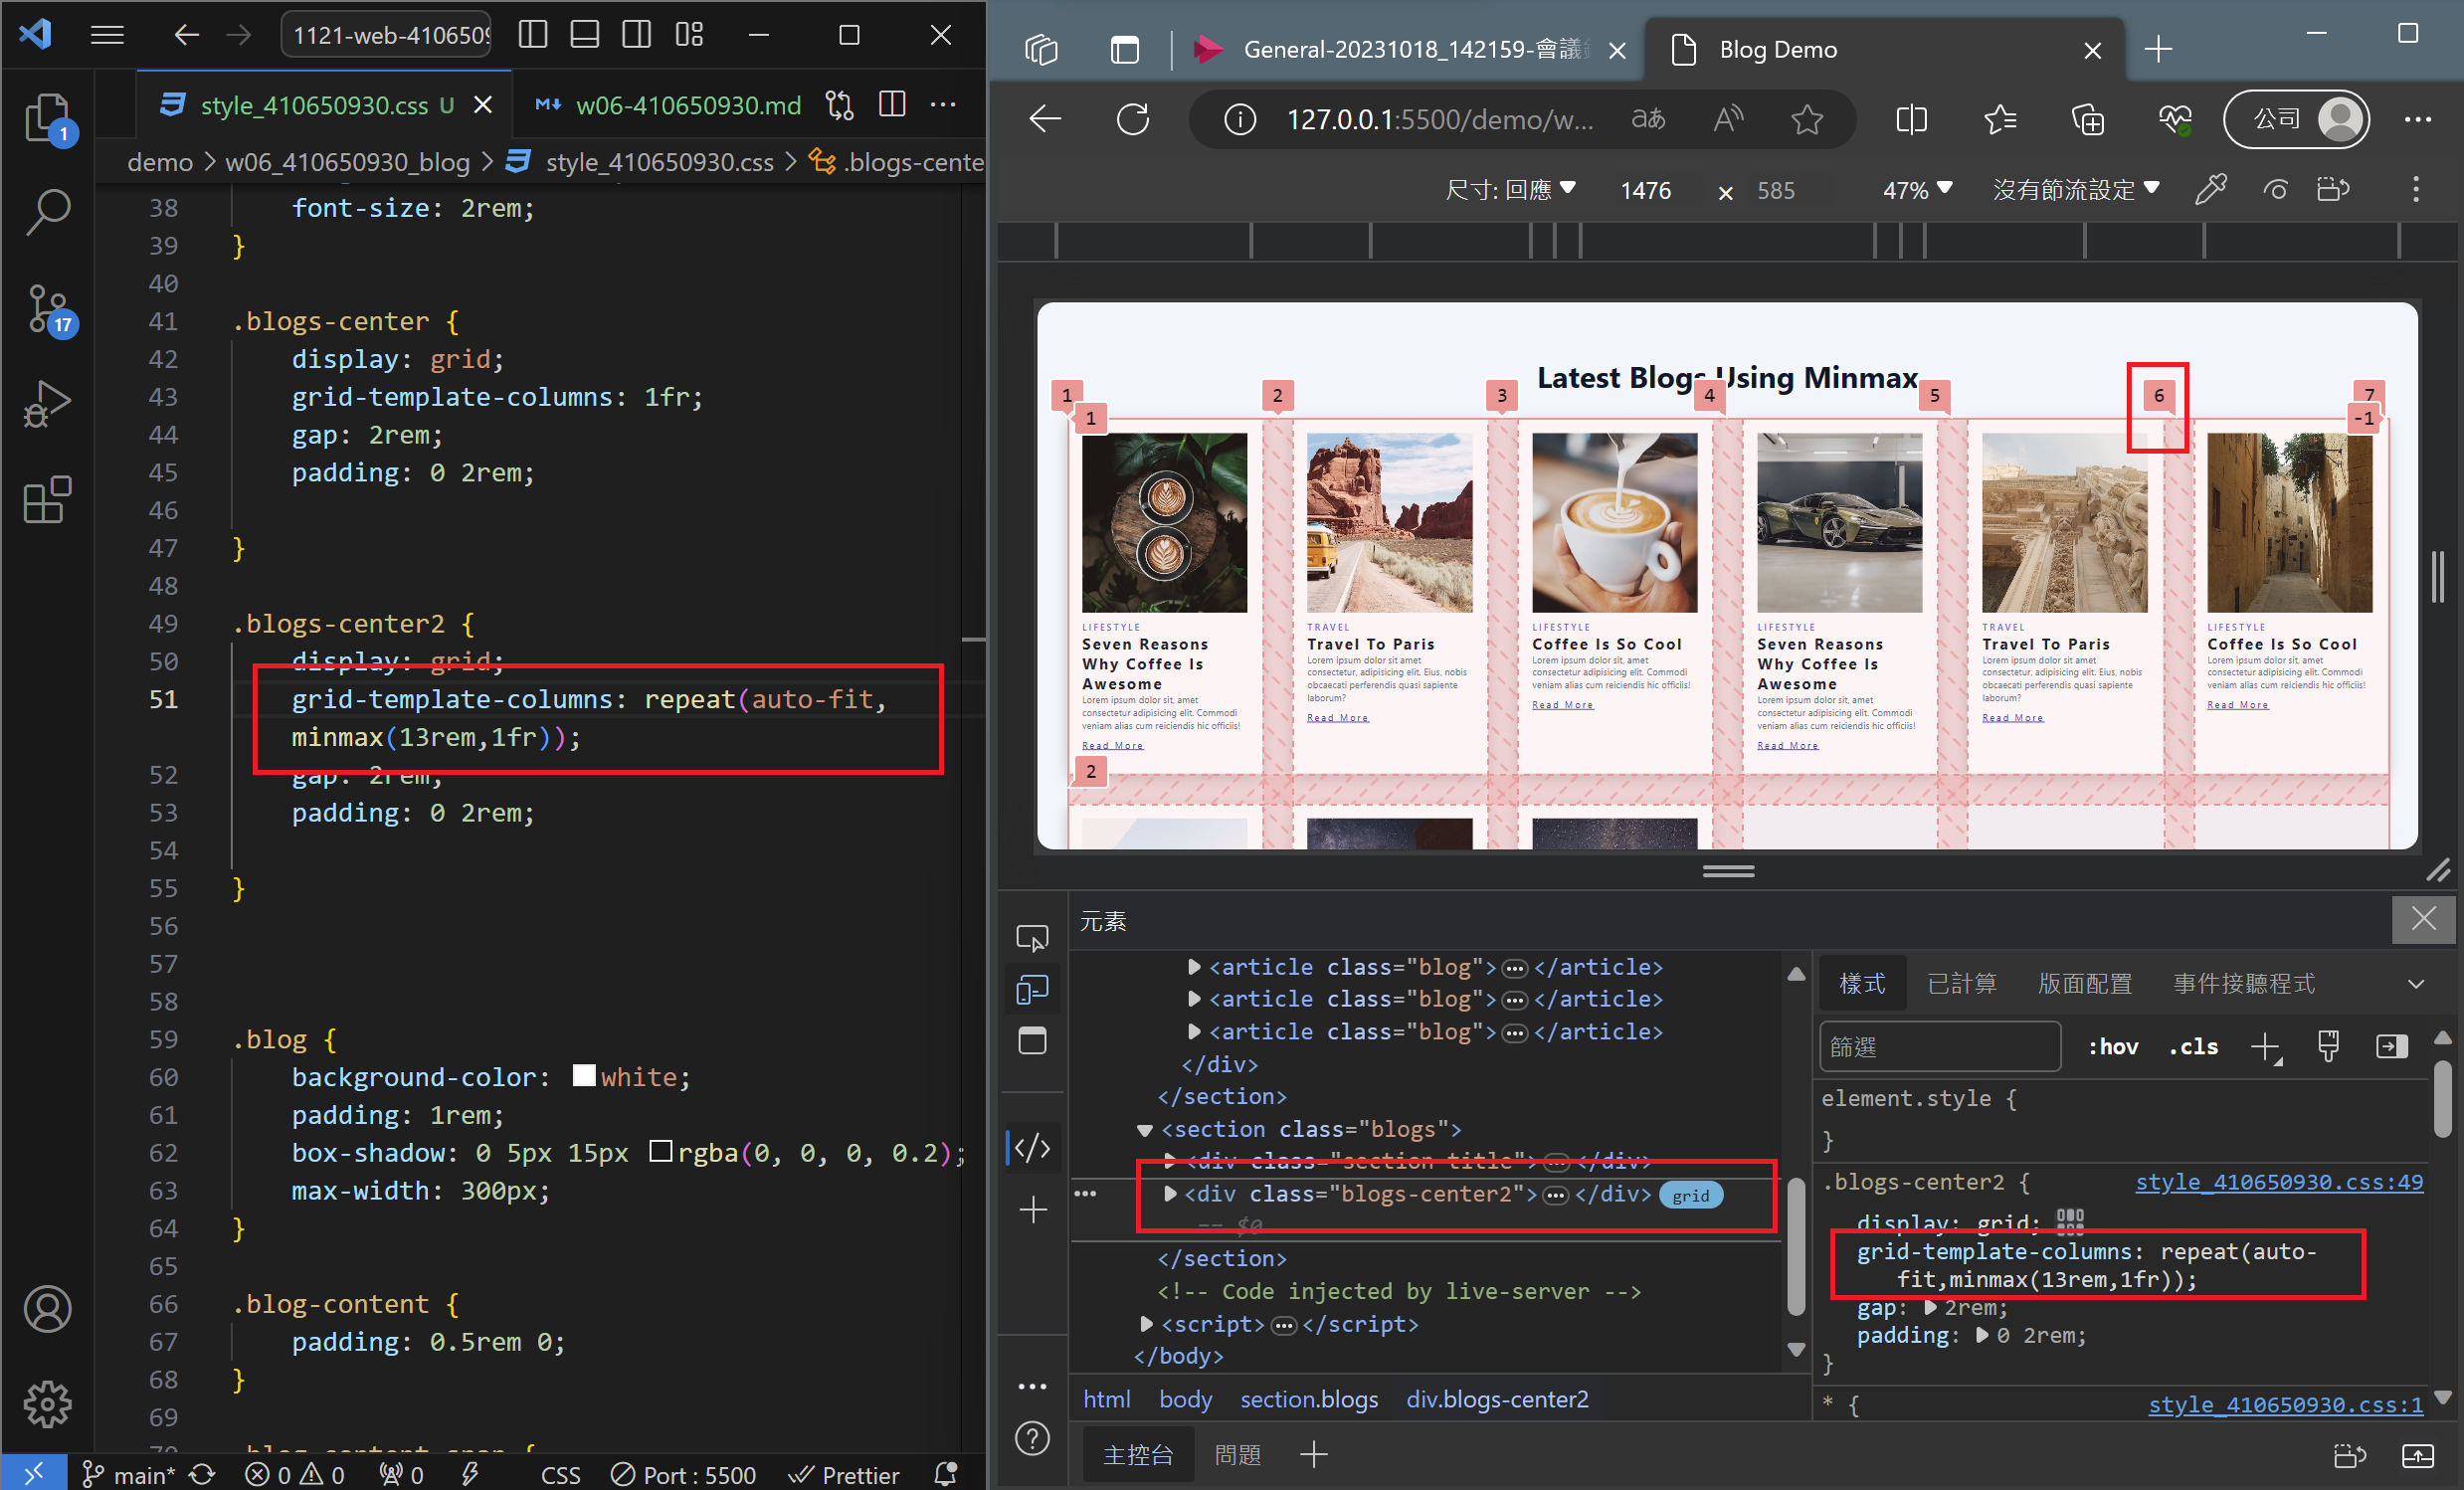 1121-web-410650
style_410650930.css U
w06-410650930.md
demo > w06_410650930_blog > style_410650930.css > .blogs-cente
38 font-size: 2rem;
39 }
40
41 .blogs-center {
42 display: grid;
43 grid-template-columns: 1fr;
44 gap: 2rem;
45 padding: 0 2rem;
46
47 }
48
49 .blogs-center2 {
50 display: grid;
51 grid-template-columns: repeat(auto-fit,
minmax(13rem,1fr));
52 gap: 2rem;
53 padding: 0 2rem;
54
55 }
56
57
58
59 .blog {
60 background-color: white;
61 padding: 1rem;
62 box-shadow: 0 5px 15px rgba(0, 0, 0, 0.2);
63 max-width: 300px;
64 }
65
66 .blog-content {
67 padding: 0.5rem 0;
68 }
69
1
17
main* 0 0 0 CSS Port : 5500 Prettier
General-20231018_142159-會議
Blog Demo
127.0.0.1:5500/demo/w...
公司
尺寸: 回應 1476 × 585 47% 沒有節流設定
Latest Blogs Using Minmax
1 2 3 4 5 6 7
1 -1
LIFESTYLE
Seven Reasons
Why Coffee Is
Awesome
Lorem ipsum dolor sit amet
consectetur adipisicing elit. Commodi
veniam alias cum reiciendis hic officiis!
Read More
TRAVEL
Travel To Paris
Lorem ipsum dolor sit amet
consectetur, adipisicing elit. Eius, nobis
obcaecati perferendis quasi sapiente
laborum?
Read More
LIFESTYLE
Coffee Is So Cool
Lorem ipsum dolor sit amet
consectetur adipisicing elit. Commodi
veniam alias cum reiciendis hic officiis!
Read More
LIFESTYLE
Seven Reasons
Why Coffee Is
Awesome
Lorem ipsum dolor sit amet
consectetur adipisicing elit. Commodi
veniam alias cum reiciendis hic officiis!
Read More
TRAVEL
Travel To Paris
Lorem ipsum dolor sit amet
consectetur, adipisicing elit. Eius, nobis
obcaecati perferendis quasi sapiente
laborum?
Read More
LIFESTYLE
Coffee Is So Cool
Lorem ipsum dolor sit amet
consectetur adipisicing elit. Commodi
veniam alias cum reiciendis hic officiis!
Read More
2
元素
<article class="blog"></article>
<article class="blog"></article>
<article class="blog"></article>
</div>
</section>
<section class="blogs">
<div class="section-title"></div>
<div class="blogs-center2"></div> grid
== $0
</section>
<!-- Code injected by live-server -->
<script></script>
</body>
html body section.blogs div.blogs-center2
樣式 已計算 版面配置 事件接聽程式
篩選 :hov .cls
element.style {
}
.blogs-center2 { style_410650930.css:49
display: grid;
grid-template-columns: repeat(auto-
fit,minmax(13rem,1fr));
gap: 2rem;
padding: 0 2rem;
}
* { style_410650930.css:1
主控台 問題